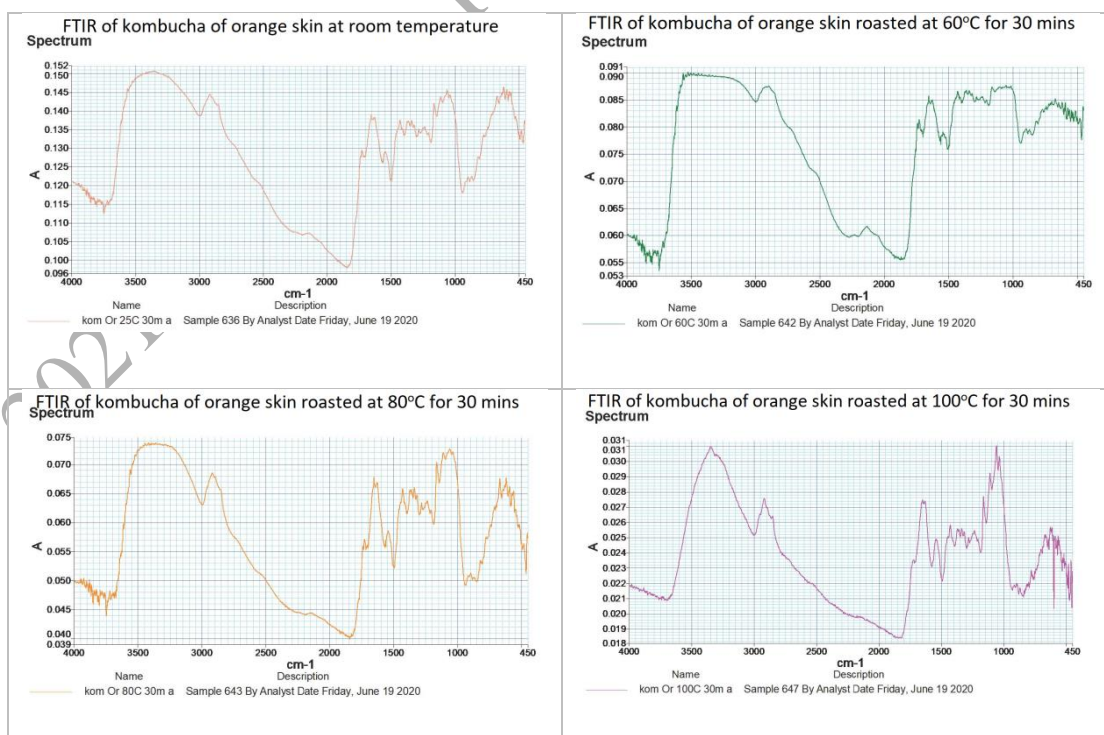 FTIR of kombucha of orange skin at room temperature
Spectrum
0.152
0.150
0.145
0.140
0.135
0.130
0.125
0.120
0.115
0.110
0.105
0.100
0.096
A
4000 3000 2500 2000 1500 1000 450
cm-1
Name Description
kom Or 25C 30m a Sample 636 By Analyst Date Friday, June 19 2020
FTIR of kombucha of orange skin roasted at 60°C for 30 mins
Spectrum
0.091
0.090
0.085
0.080
0.075
0.070
0.065
0.060
0.055
0.053
A
4000 3000 2500 2000 1500 1000 450
cm-1
Name Description
kom Or 60C 30m a Sample 642 By Analyst Date Friday, June 19 2020
FTIR of kombucha of orange skin roasted at 80°C for 30 mins
Spectrum
0.075
0.070
0.065
0.060
0.055
0.050
0.045
0.040
0.039
A
4000 3000 2500 2000 1500 1000 450
cm-1
Name Description
kom Or 80C 30m a Sample 643 By Analyst Date Friday, June 19 2020
FTIR of kombucha of orange skin roasted at 100°C for 30 mins
Spectrum
0.031
0.030
0.029
0.028
0.027
0.026
0.025
0.024
0.023
0.022
0.021
0.020
0.019
0.018
A
4000 3000 2500 2000 1500 1000 450
cm-1
Name Description
kom Or 100C 30m a Sample 647 By Analyst Date Friday, June 19 2020